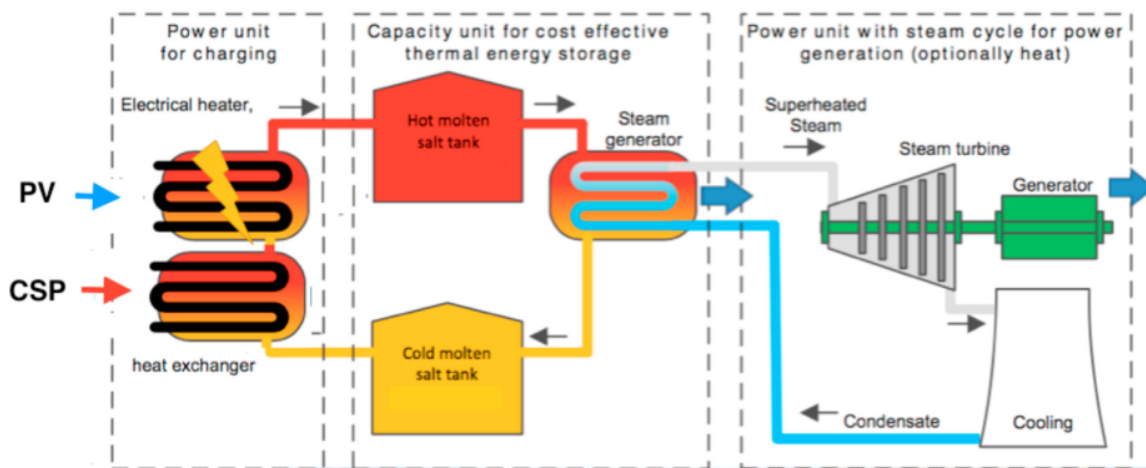 Power unit
for charging
Capacity unit for cost effective
thermal energy storage
Power unit with steam cycle for power
generation (optionally heat)
Electrical heater,
Hot molten
salt tank
Steam
generator
Superheated
Steam
Steam turbine
Generator
PV
CSP
heat exchanger
Cold molten
salt tank
Condensate
Cooling